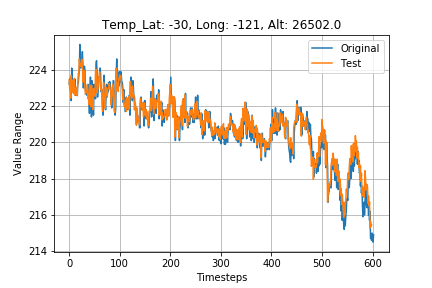 Temp_Lat: -30, Long: -121, Alt: 26502.0
Original
Test
Value Range
224
222
220
218
216
214
0 100 200 300 400 500 600
Timesteps